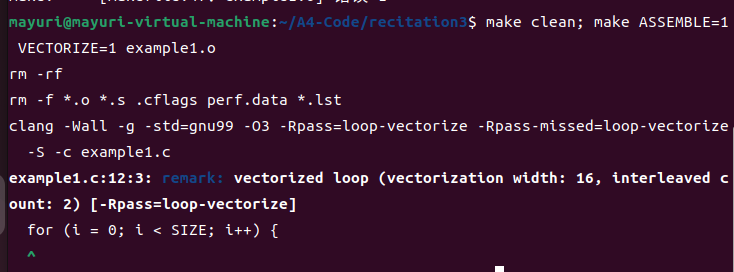 mayuri@mayuri-virtual-machine:~/A4-Code/recitation3$ make clean; make ASSEMBLE=1
 VECTORIZE=1 example1.o
rm -rf
rm -f *.o *.s .cflags perf.data *.lst
clang -Wall -g -std=gnu99 -O3 -Rpass=loop-vectorize -Rpass-missed=loop-vectorize
  -S -c example1.c
example1.c:12:3: remark: vectorized loop (vectorization width: 16, interleaved c
ount: 2) [-Rpass=loop-vectorize]
  for (i = 0; i < SIZE; i++) {
  ^